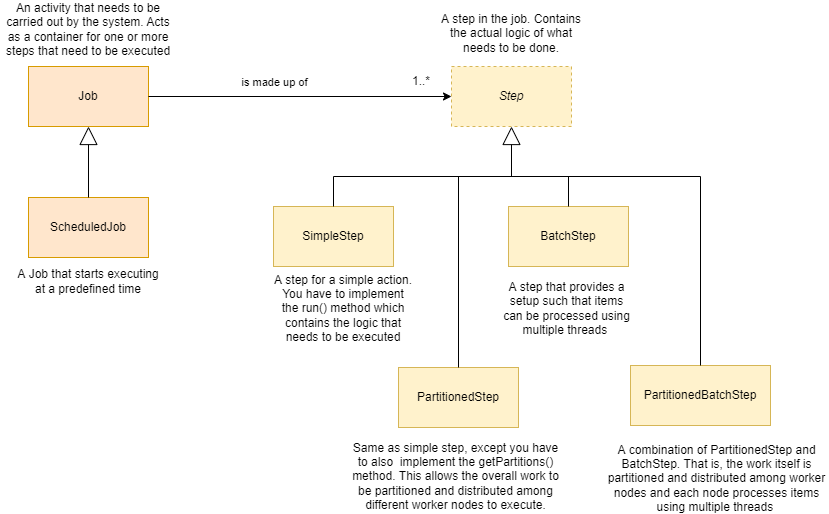 An activity that needs to be
carried out by the system. Acts
as a container for one or more
steps that need to be executed
A step in the job. Contains
the actual logic of what
needs to be done.
Job
is made up of
1..*
Step
ScheduledJob
A Job that starts executing
at a predefined time
SimpleStep
A step for a simple action.
You have to implement
the run() method which
contains the logic that
needs to be executed
BatchStep
A step that provides a
setup such that items
can be processed using
multiple threads
PartitionedStep
Same as simple step, except you have
to also implement the getPartitions()
method. This allows the overall work to
be partitioned and distributed among
different worker nodes to execute.
PartitionedBatchStep
A combination of PartitionedStep and
BatchStep. That is, the work itself is
partitioned and distributed among worker
nodes and each node processes items
using multiple threads